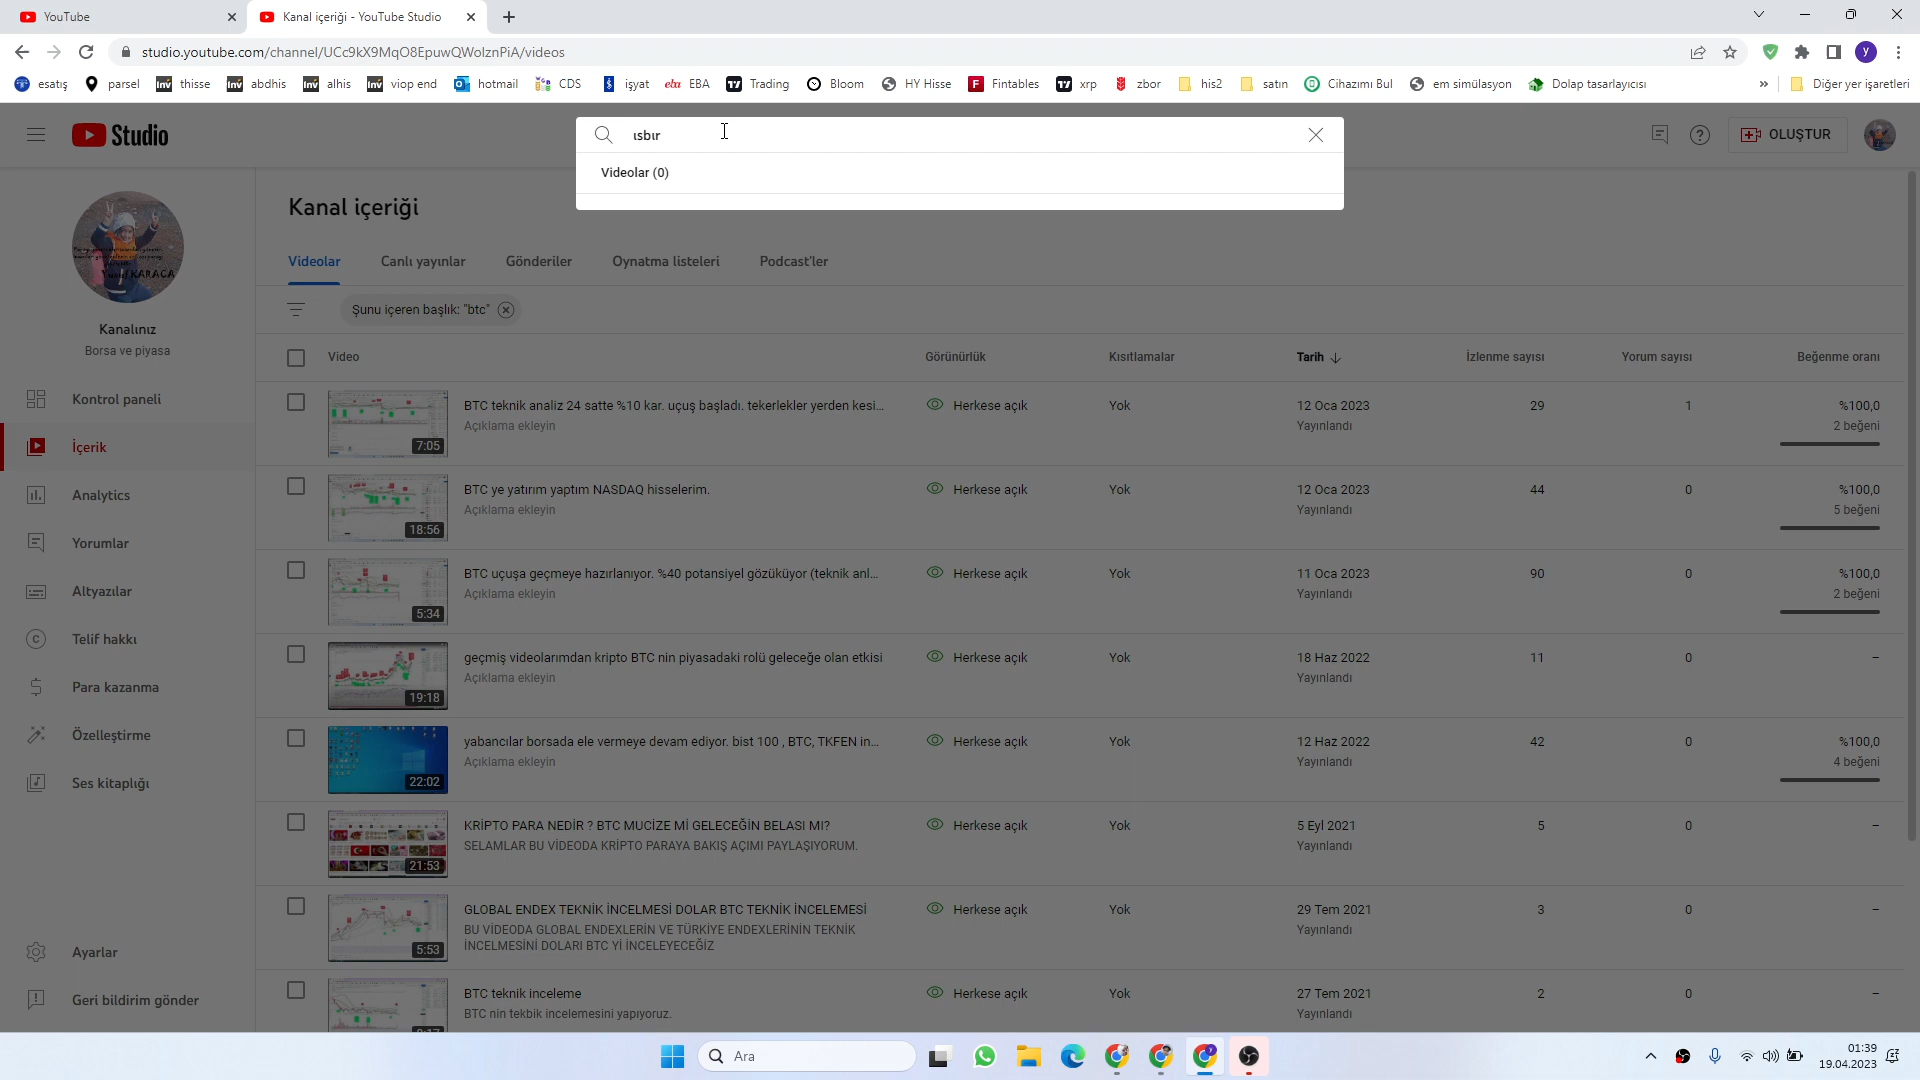 YouTube
Kanal içeriği - YouTube Studio
studio.youtube.com/channel/UCc9kX9MqO8EpuwQWolznPiA/videos
esatış
parsel
Inv thisse
Inv abdhis
Inv alhis
Inv viop end
hotmail
CDS
işyat
eba EBA
Trading
Bloom
HY Hisse
Fintables
xrp
zbor
his2
satın
Cihazımı Bul
em simülasyon
Dolap tasarlayıcısı
»
Diğer yer işaretleri
Studio
ısbır
OLUŞTUR
Videolar (0)
Kanal içeriği
Videolar
Canlı yayınlar
Gönderiler
Oynatma listeleri
Podcast'ler
Şunu içeren başlık: "btc"
Yusuf KARACA
Kanalınız
Borsa ve piyasa
Kontrol paneli
İçerik
Analytics
Yorumlar
Altyazılar
Telif hakkı
Para kazanma
Özelleştirme
Ses kitaplığı
Ayarlar
Geri bildirim gönder
Video
Görünürlük
Kısıtlamalar
Tarih
İzlenme sayısı
Yorum sayısı
Beğenme oranı
BTC teknik analiz 24 satte %10 kar. uçuş başladı. tekerlekler yerden kesi... Herkese açık Yok 12 Oca 2023 29 1 %100,0
Açıklama ekleyin Yayınlandı 2 beğeni
7:05
BTC ye yatırım yaptım NASDAQ hisselerim. Herkese açık Yok 12 Oca 2023 44 0 %100,0
Açıklama ekleyin Yayınlandı 5 beğeni
18:56
BTC uçuşa geçmeye hazırlanıyor. %40 potansiyel gözüküyor (teknik anl... Herkese açık Yok 11 Oca 2023 90 0 %100,0
Açıklama ekleyin Yayınlandı 2 beğeni
5:34
geçmiş videolarımdan kripto BTC nin piyasadaki rolü geleceğe olan etkisi Herkese açık Yok 18 Haz 2022 11 0 –
Açıklama ekleyin Yayınlandı
19:18
yabancılar borsada ele vermeye devam ediyor. bist 100 , BTC, TKFEN in... Herkese açık Yok 12 Haz 2022 42 0 %100,0
Açıklama ekleyin Yayınlandı 4 beğeni
22:02
KRİPTO PARA NEDİR ? BTC MUCİZE Mİ GELECEĞİN BELASI MI? Herkese açık Yok 5 Eyl 2021 5 0 –
SELAMLAR BU VİDEODA KRİPTO PARAYA BAKIŞ AÇIMI PAYLAŞIYORUM. Yayınlandı
21:53
GLOBAL ENDEX TEKNİK İNCELMESİ DOLAR BTC TEKNİK İNCELEMESİ Herkese açık Yok 29 Tem 2021 3 0 –
BU VİDEODA GLOBAL ENDEXLERİN VE TÜRKİYE ENDEXLERİNİN TEKNİK Yayınlandı
İNCELMESİNİ DOLARI BTC Yİ İNCELEYECEĞİZ
5:53
BTC teknik inceleme Herkese açık Yok 27 Tem 2021 2 0 –
BTC nin tekbik incelemesini yapıyoruz. Yayınlandı
Ara
01:39
19.04.2023